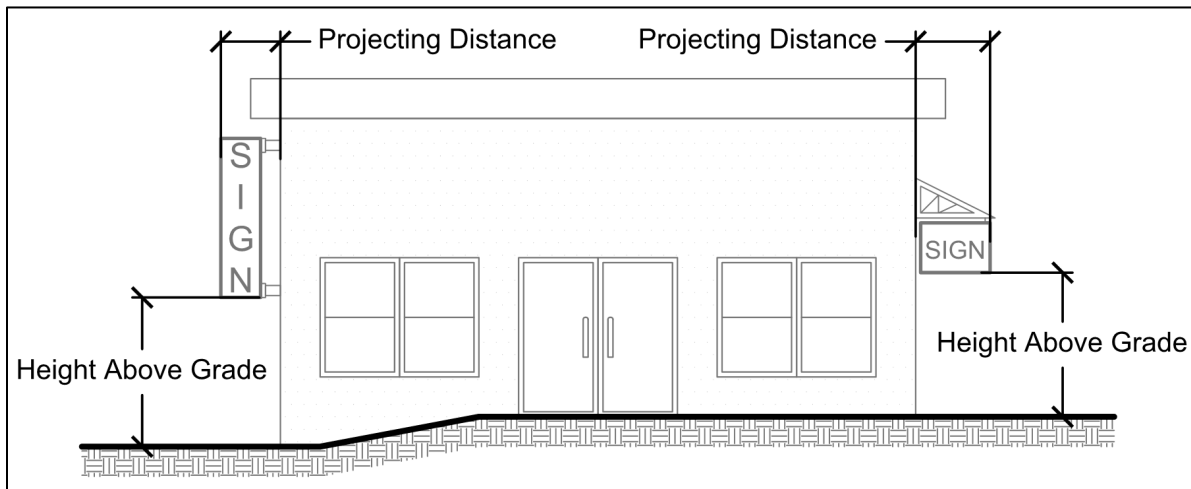 Projecting Distance
Projecting Distance
S
I
G
N
SIGN
Height Above Grade
Height Above Grade